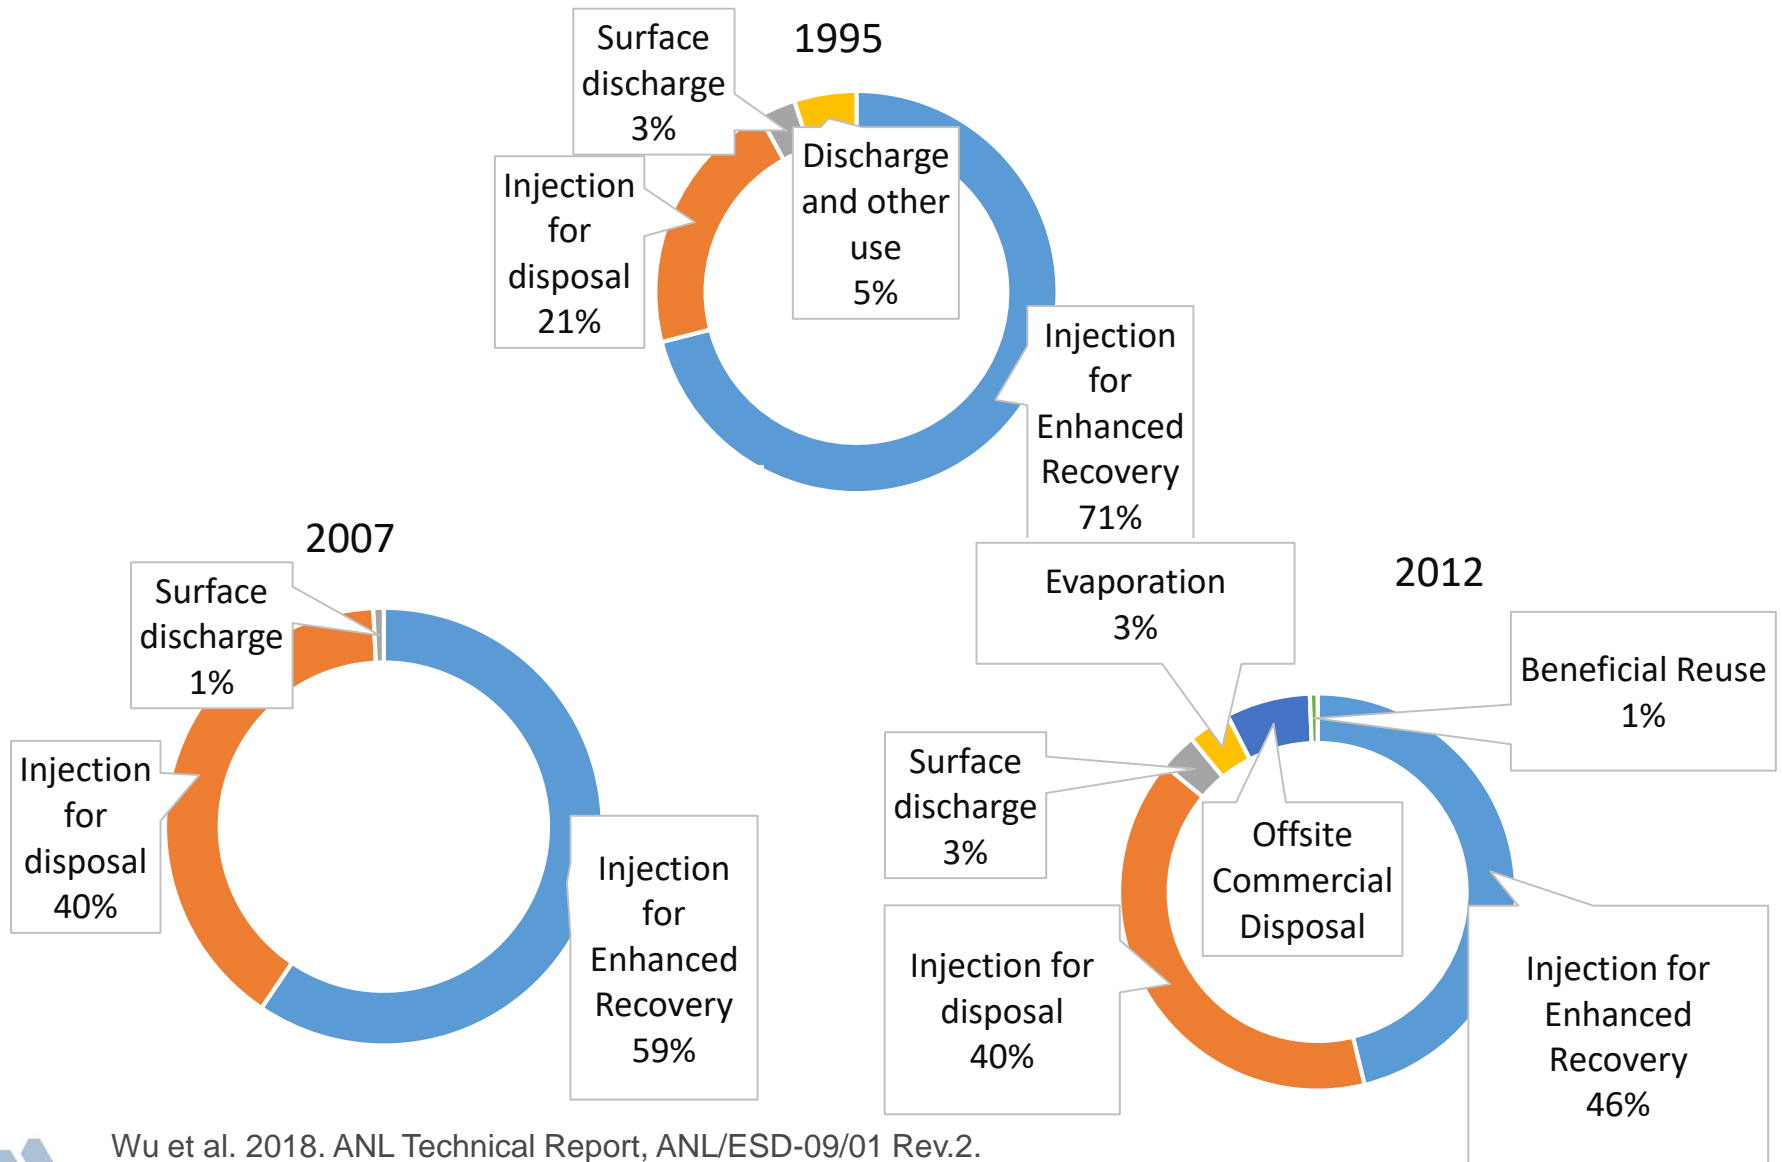 1995
Surface
discharge
3%
Discharge
and other
use
5%
Injection
for
disposal
21%
Injection
for
Enhanced
Recovery
71%
2007
Surface
discharge
1%
Injection
for
disposal
40%
Injection
for
Enhanced
Recovery
59%
2012
Evaporation
3%
Beneficial Reuse
1%
Surface
discharge
3%
Offsite
Commercial
Disposal
Injection for
disposal
40%
Injection for
Enhanced
Recovery
46%
Wu et al. 2018. ANL Technical Report, ANL/ESD-09/01 Rev.2.